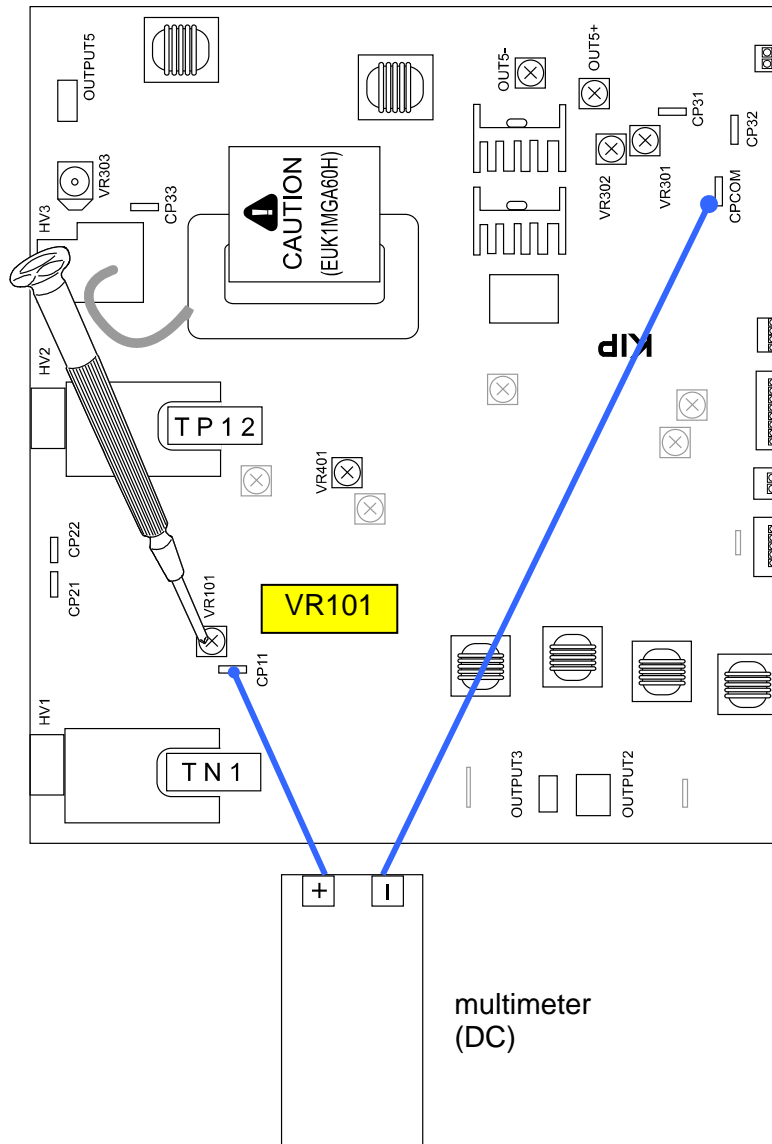 OUTPUT5
OUT5-
OUT5+
CP31
CP32
VR303
CP33
VR302
VR301
CPCOM
HV3
CAUTION
(EUK1MGA60H)
KIP
HV2
TP12
VR401
CP22
CP21
VR101
VR101
CP11
HV1
TN1
OUTPUT3
OUTPUT2
+
-
multimeter
(DC)